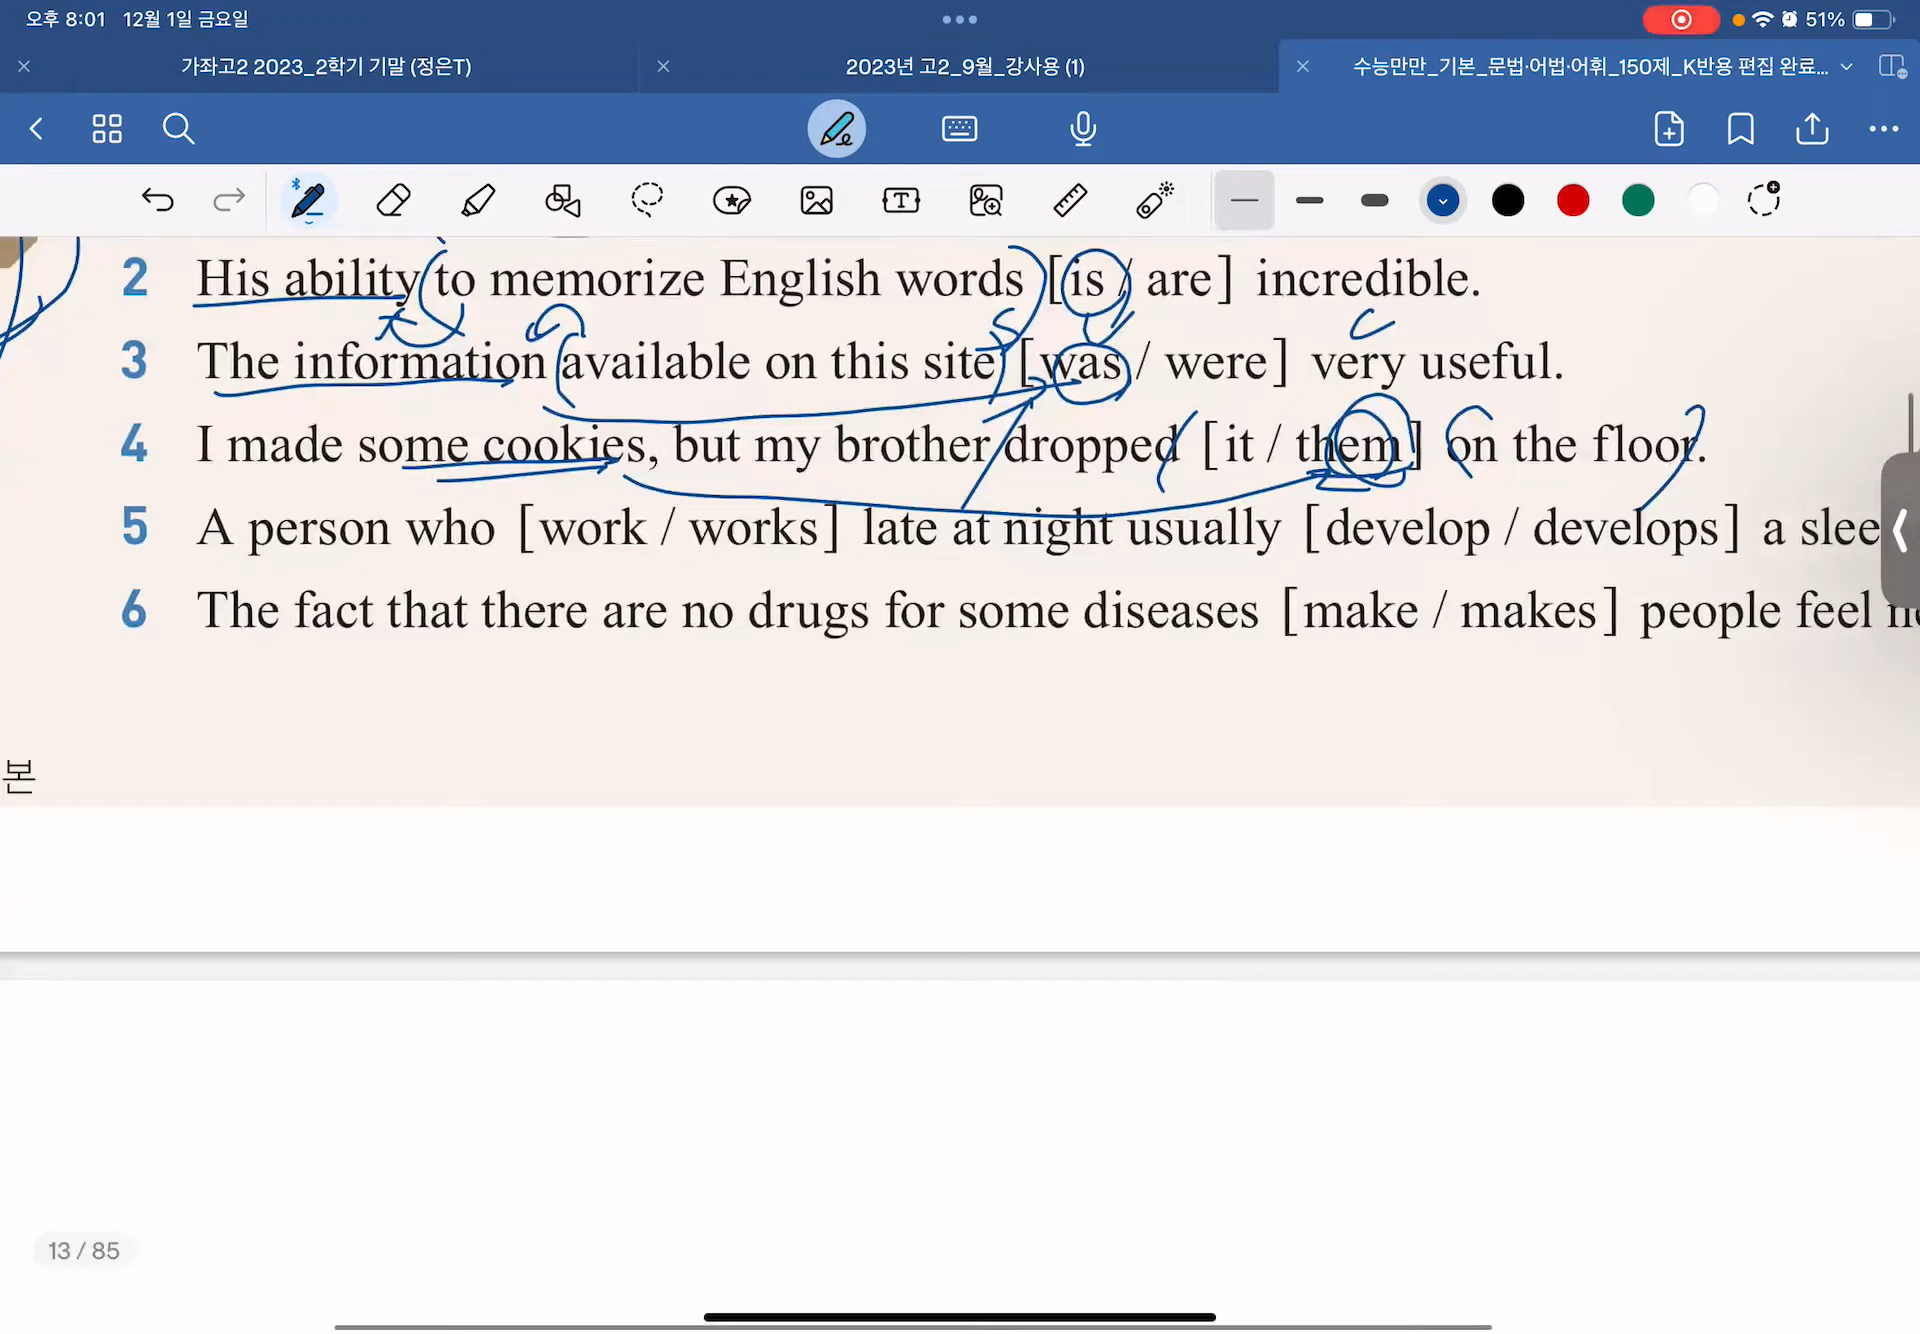 오후 8:01 12월 1일 금요일 51%
가좌고2 2023_2학기 기말 (정은T) 2023년 고2_9월_강사용 (1) 수능만만_기본_문법·어법·어휘_150제_K반용 편집 완료...
2 His ability to memorize English words [is / are] incredible.
3 The information available on this site [was / were] very useful.
4 I made some cookies, but my brother dropped [it / them] on the floor.
5 A person who [work / works] late at night usually [develop / develops] a slee
6 The fact that there are no drugs for some diseases [make / makes] people feel
본
13 / 85